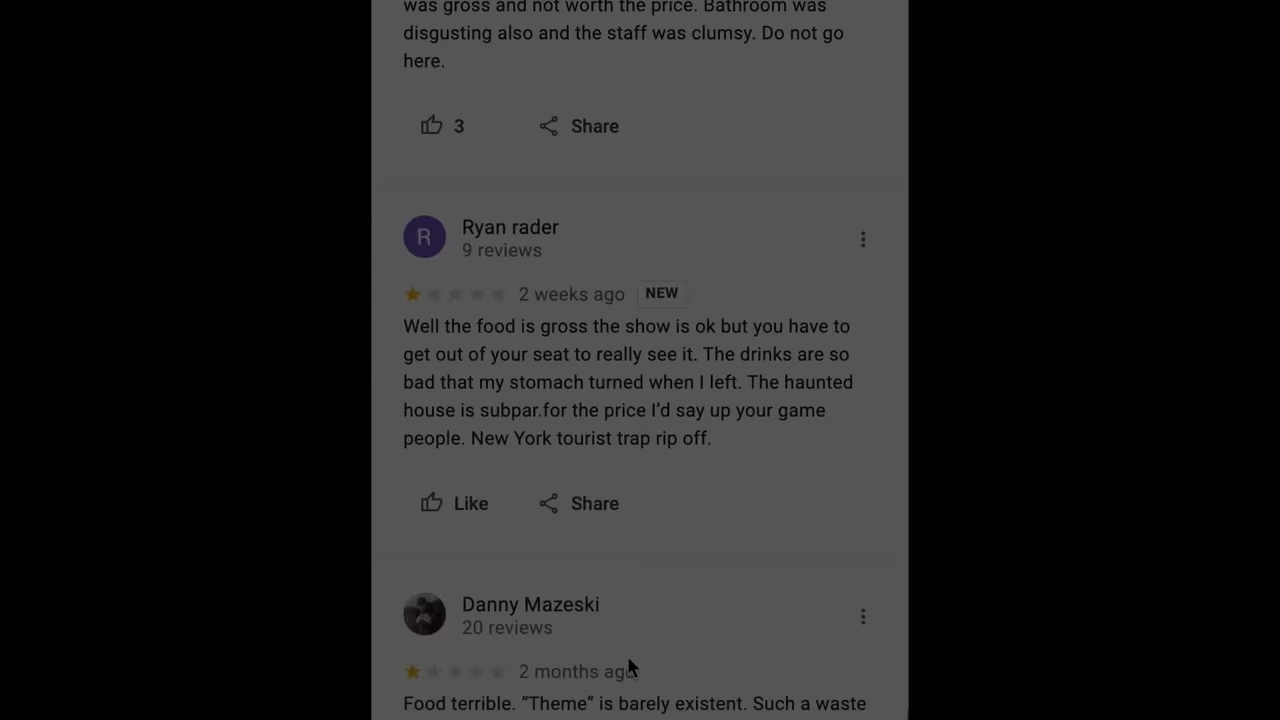 was gross and not worth the price. Bathroom was
disgusting also and the staff was clumsy. Do not go
here.
3 Share
R
Ryan rader
9 reviews
2 weeks ago NEW
Well the food is gross the show is ok but you have to
get out of your seat to really see it. The drinks are so
bad that my stomach turned when I left. The haunted
house is subpar.for the price I’d say up your game
people. New York tourist trap rip off.
Like Share
Danny Mazeski
20 reviews
2 months ago
Food terrible. “Theme” is barely existent. Such a waste